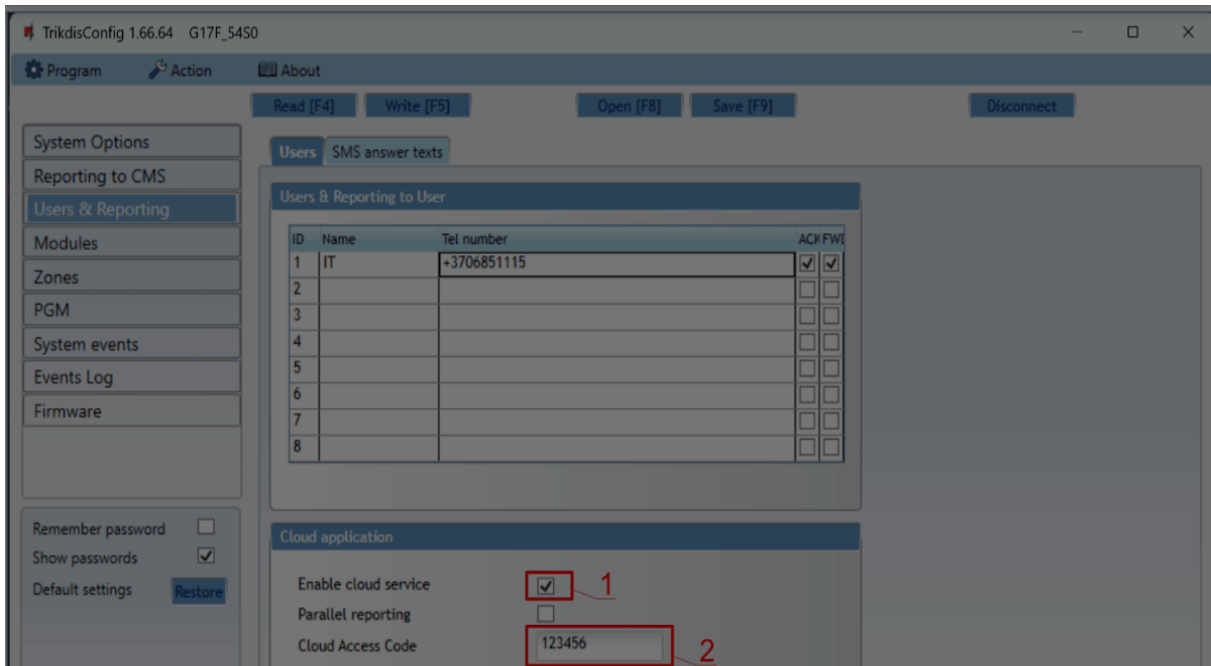 TrikdisConfig 1.66.64 G17F_54S0
Program Action About
Read [F4] Write [F5] Open [F8] Save [F9] Disconnect
System Options
Reporting to CMS
Users & Reporting
Modules
Zones
PGM
System events
Events Log
Firmware
Remember password
Show passwords
Default settings Restore
Users SMS answer texts
Users & Reporting to User
ID Name Tel number ACK FWD
1 IT +3706851115
2
3
4
5
6
7
8
Cloud application
Enable cloud service 1
Parallel reporting
Cloud Access Code 123456 2